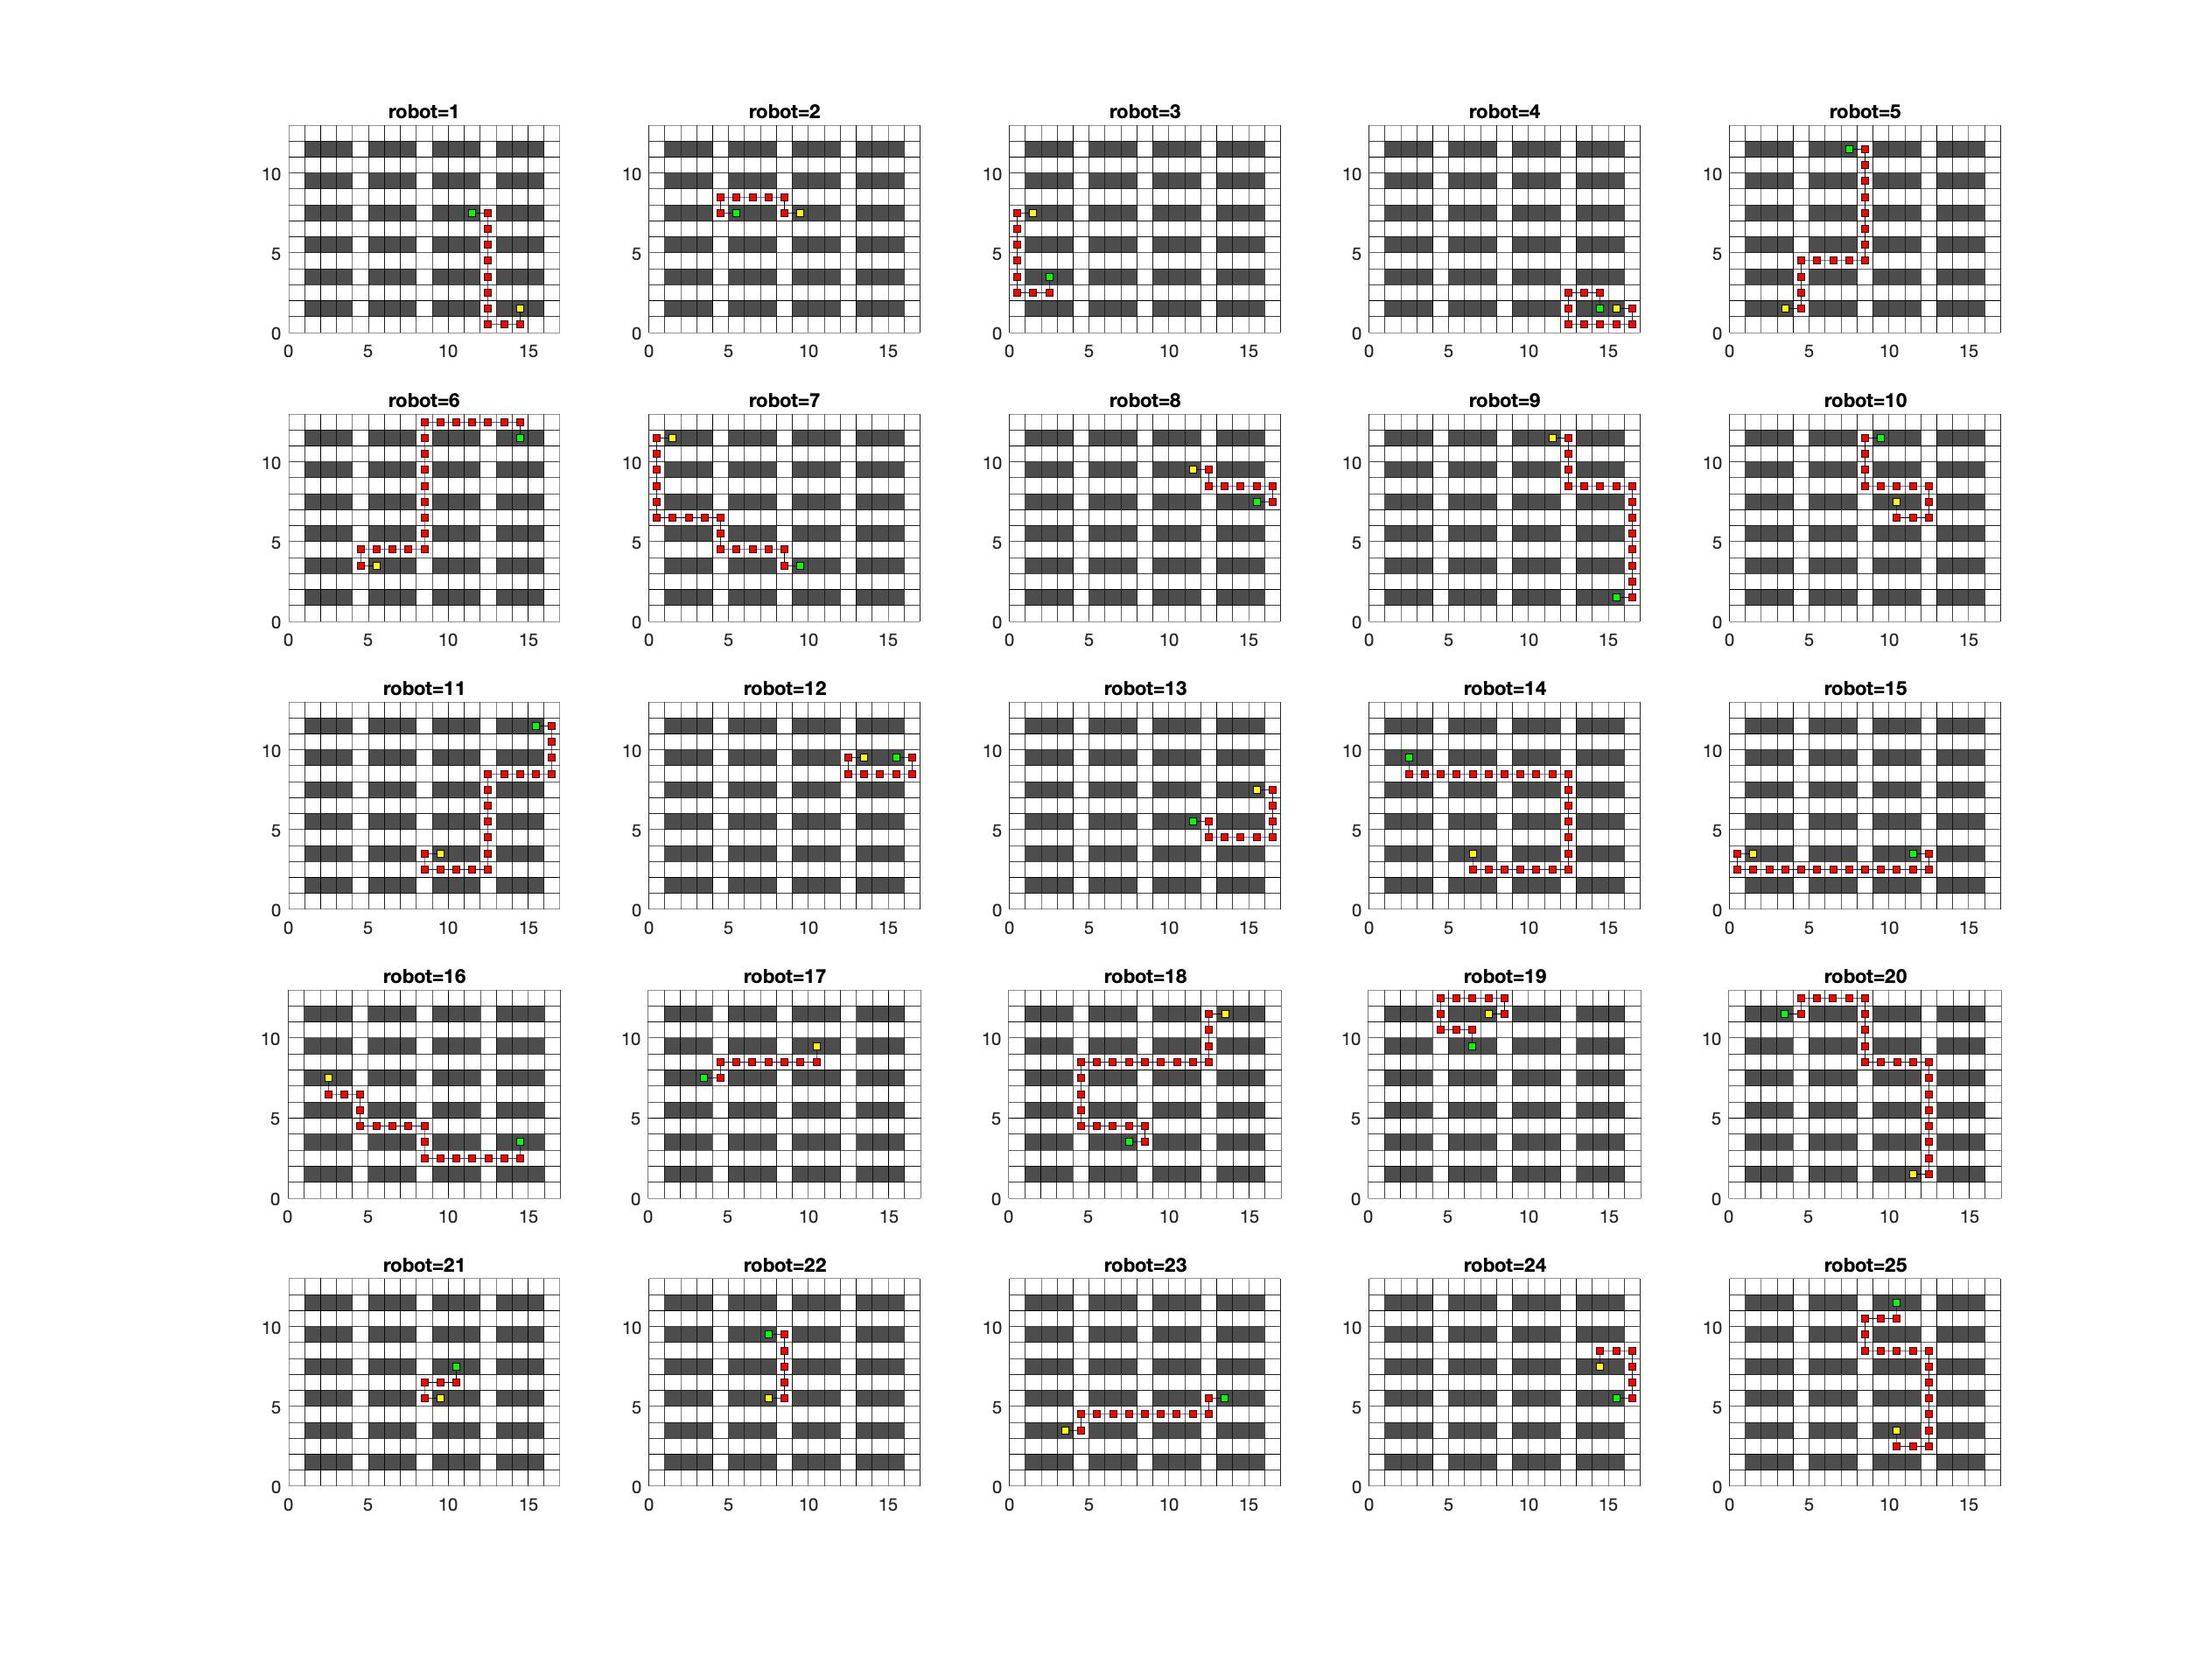 robot=1 robot=2 robot=3 robot=4 robot=5
10 10 10 10 10
5 5 5 5 5
0 0 0 0 0
0 5 10 15 0 5 10 15 0 5 10 15 0 5 10 15 0 5 10 15
robot=6 robot=7 robot=8 robot=9 robot=10
10 10 10 10 10
5 5 5 5 5
0 0 0 0 0
0 5 10 15 0 5 10 15 0 5 10 15 0 5 10 15 0 5 10 15
robot=11 robot=12 robot=13 robot=14 robot=15
10 10 10 10 10
5 5 5 5 5
0 0 0 0 0
0 5 10 15 0 5 10 15 0 5 10 15 0 5 10 15 0 5 10 15
robot=16 robot=17 robot=18 robot=19 robot=20
10 10 10 10 10
5 5 5 5 5
0 0 0 0 0
0 5 10 15 0 5 10 15 0 5 10 15 0 5 10 15 0 5 10 15
robot=21 robot=22 robot=23 robot=24 robot=25
10 10 10 10 10
5 5 5 5 5
0 0 0 0 0
0 5 10 15 0 5 10 15 0 5 10 15 0 5 10 15 0 5 10 15